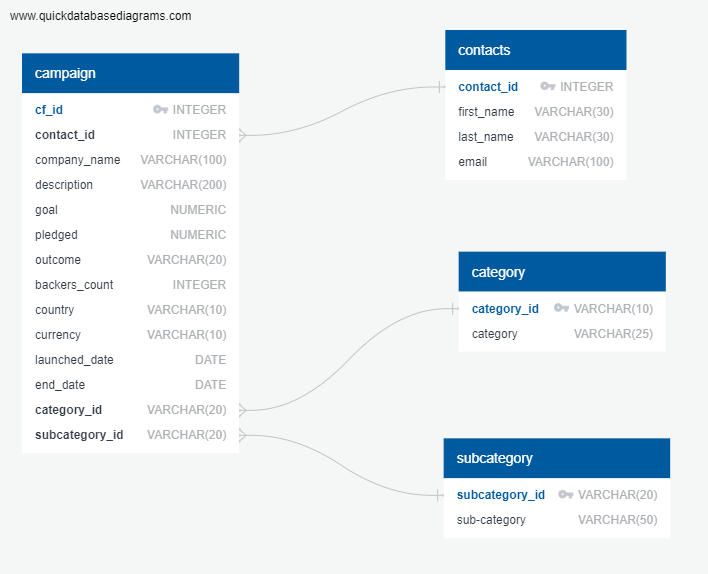 www.quickdatabasediagrams.com
campaign
cf_id INTEGER
contact_id INTEGER
company_name VARCHAR(100)
description VARCHAR(200)
goal NUMERIC
pledged NUMERIC
outcome VARCHAR(20)
backers_count INTEGER
country VARCHAR(10)
currency VARCHAR(10)
launched_date DATE
end_date DATE
category_id VARCHAR(20)
subcategory_id VARCHAR(20)
contacts
contact_id INTEGER
first_name VARCHAR(30)
last_name VARCHAR(30)
email VARCHAR(100)
category
category_id VARCHAR(10)
category VARCHAR(25)
subcategory
subcategory_id VARCHAR(20)
sub-category VARCHAR(50)